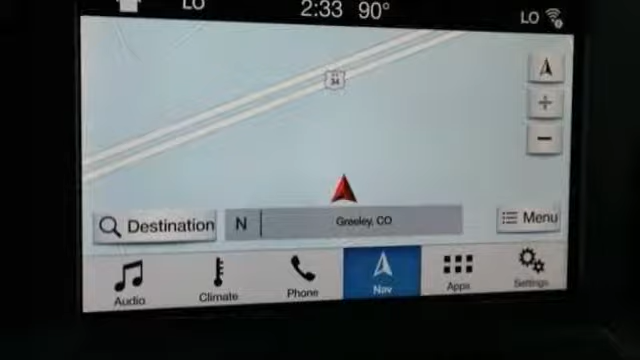 LO 2:33 90° LO
34
+
−
Destination N Greeley, CO Menu
Audio Climate Phone Nav Apps Settings